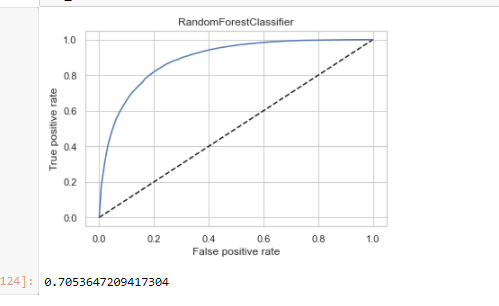 RandomForestClassifier
1.0
0.8
0.6
0.4
0.2
0.0
True positive rate
0.0 0.2 0.4 0.6 0.8 1.0
False positive rate
124]: 0.7053647209417304